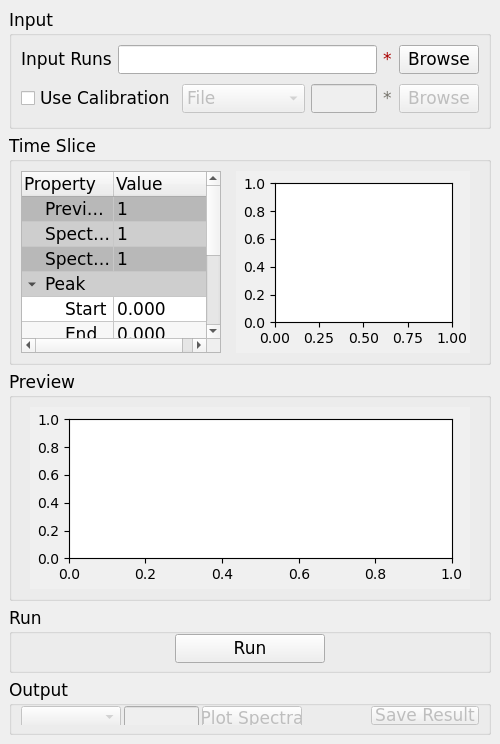 Input
Input Runs * Browse
Use Calibration File * Browse
Time Slice
Property Value
Previ... 1
Spect... 1
Spect... 1
Peak
Start 0.000
End 0.000
1.0
0.8
0.6
0.4
0.2
0.0
0.00 0.25 0.50 0.75 1.00
Preview
1.0
0.8
0.6
0.4
0.2
0.0
0.0 0.2 0.4 0.6 0.8 1.0
Run
Run
Output
Plot Spectra Save Result